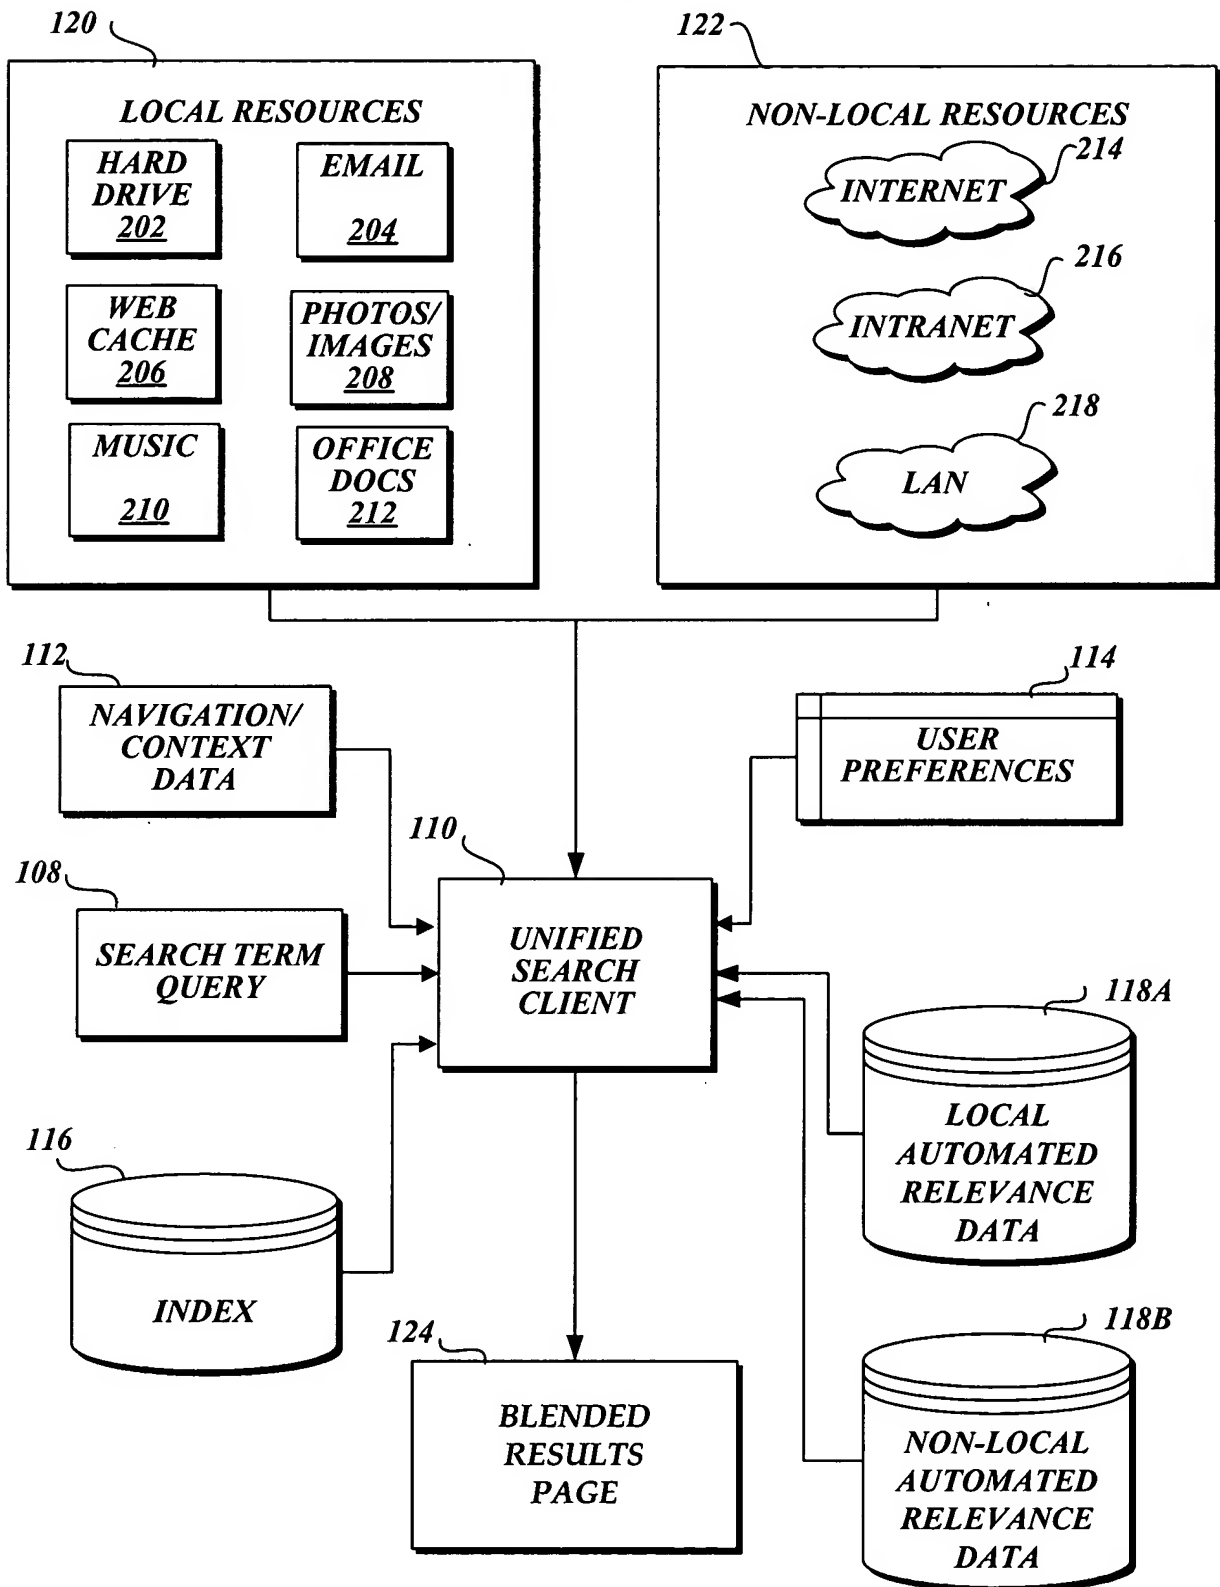 120
LOCAL RESOURCES
HARD
DRIVE
202
EMAIL
204
WEB
CACHE
206
PHOTOS/
IMAGES
208
MUSIC
210
OFFICE
DOCS
212
122
NON-LOCAL RESOURCES
214
INTERNET
216
INTRANET
218
LAN
112
NAVIGATION/
CONTEXT
DATA
114
USER
PREFERENCES
108
SEARCH TERM
QUERY
110
UNIFIED
SEARCH
CLIENT
118A
LOCAL
AUTOMATED
RELEVANCE
DATA
116
INDEX
124
BLENDED
RESULTS
PAGE
118B
NON-LOCAL
AUTOMATED
RELEVANCE
DATA